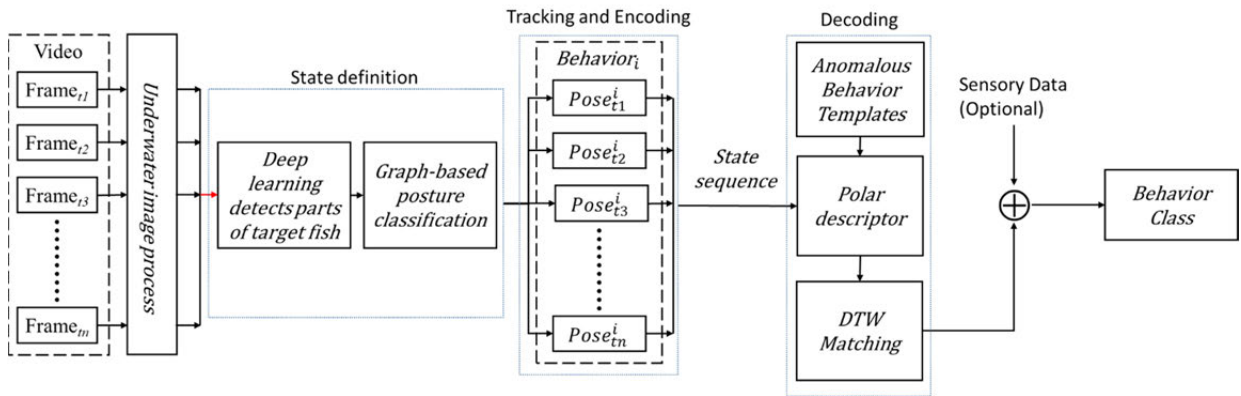 Video
Frame_t1
Frame_t2
Frame_t3
Frame_tn
Underwater image process
State definition
Deep
learning
detects parts
of target fish
Graph-based
posture
classification
Tracking and Encoding
Behavior_i
Pose^i_t1
Pose^i_t2
Pose^i_t3
Pose^i_tn
State
sequence
Decoding
Anomalous
Behavior
Templates
Polar
descriptor
DTW
Matching
Sensory Data
(Optional)
Behavior
Class